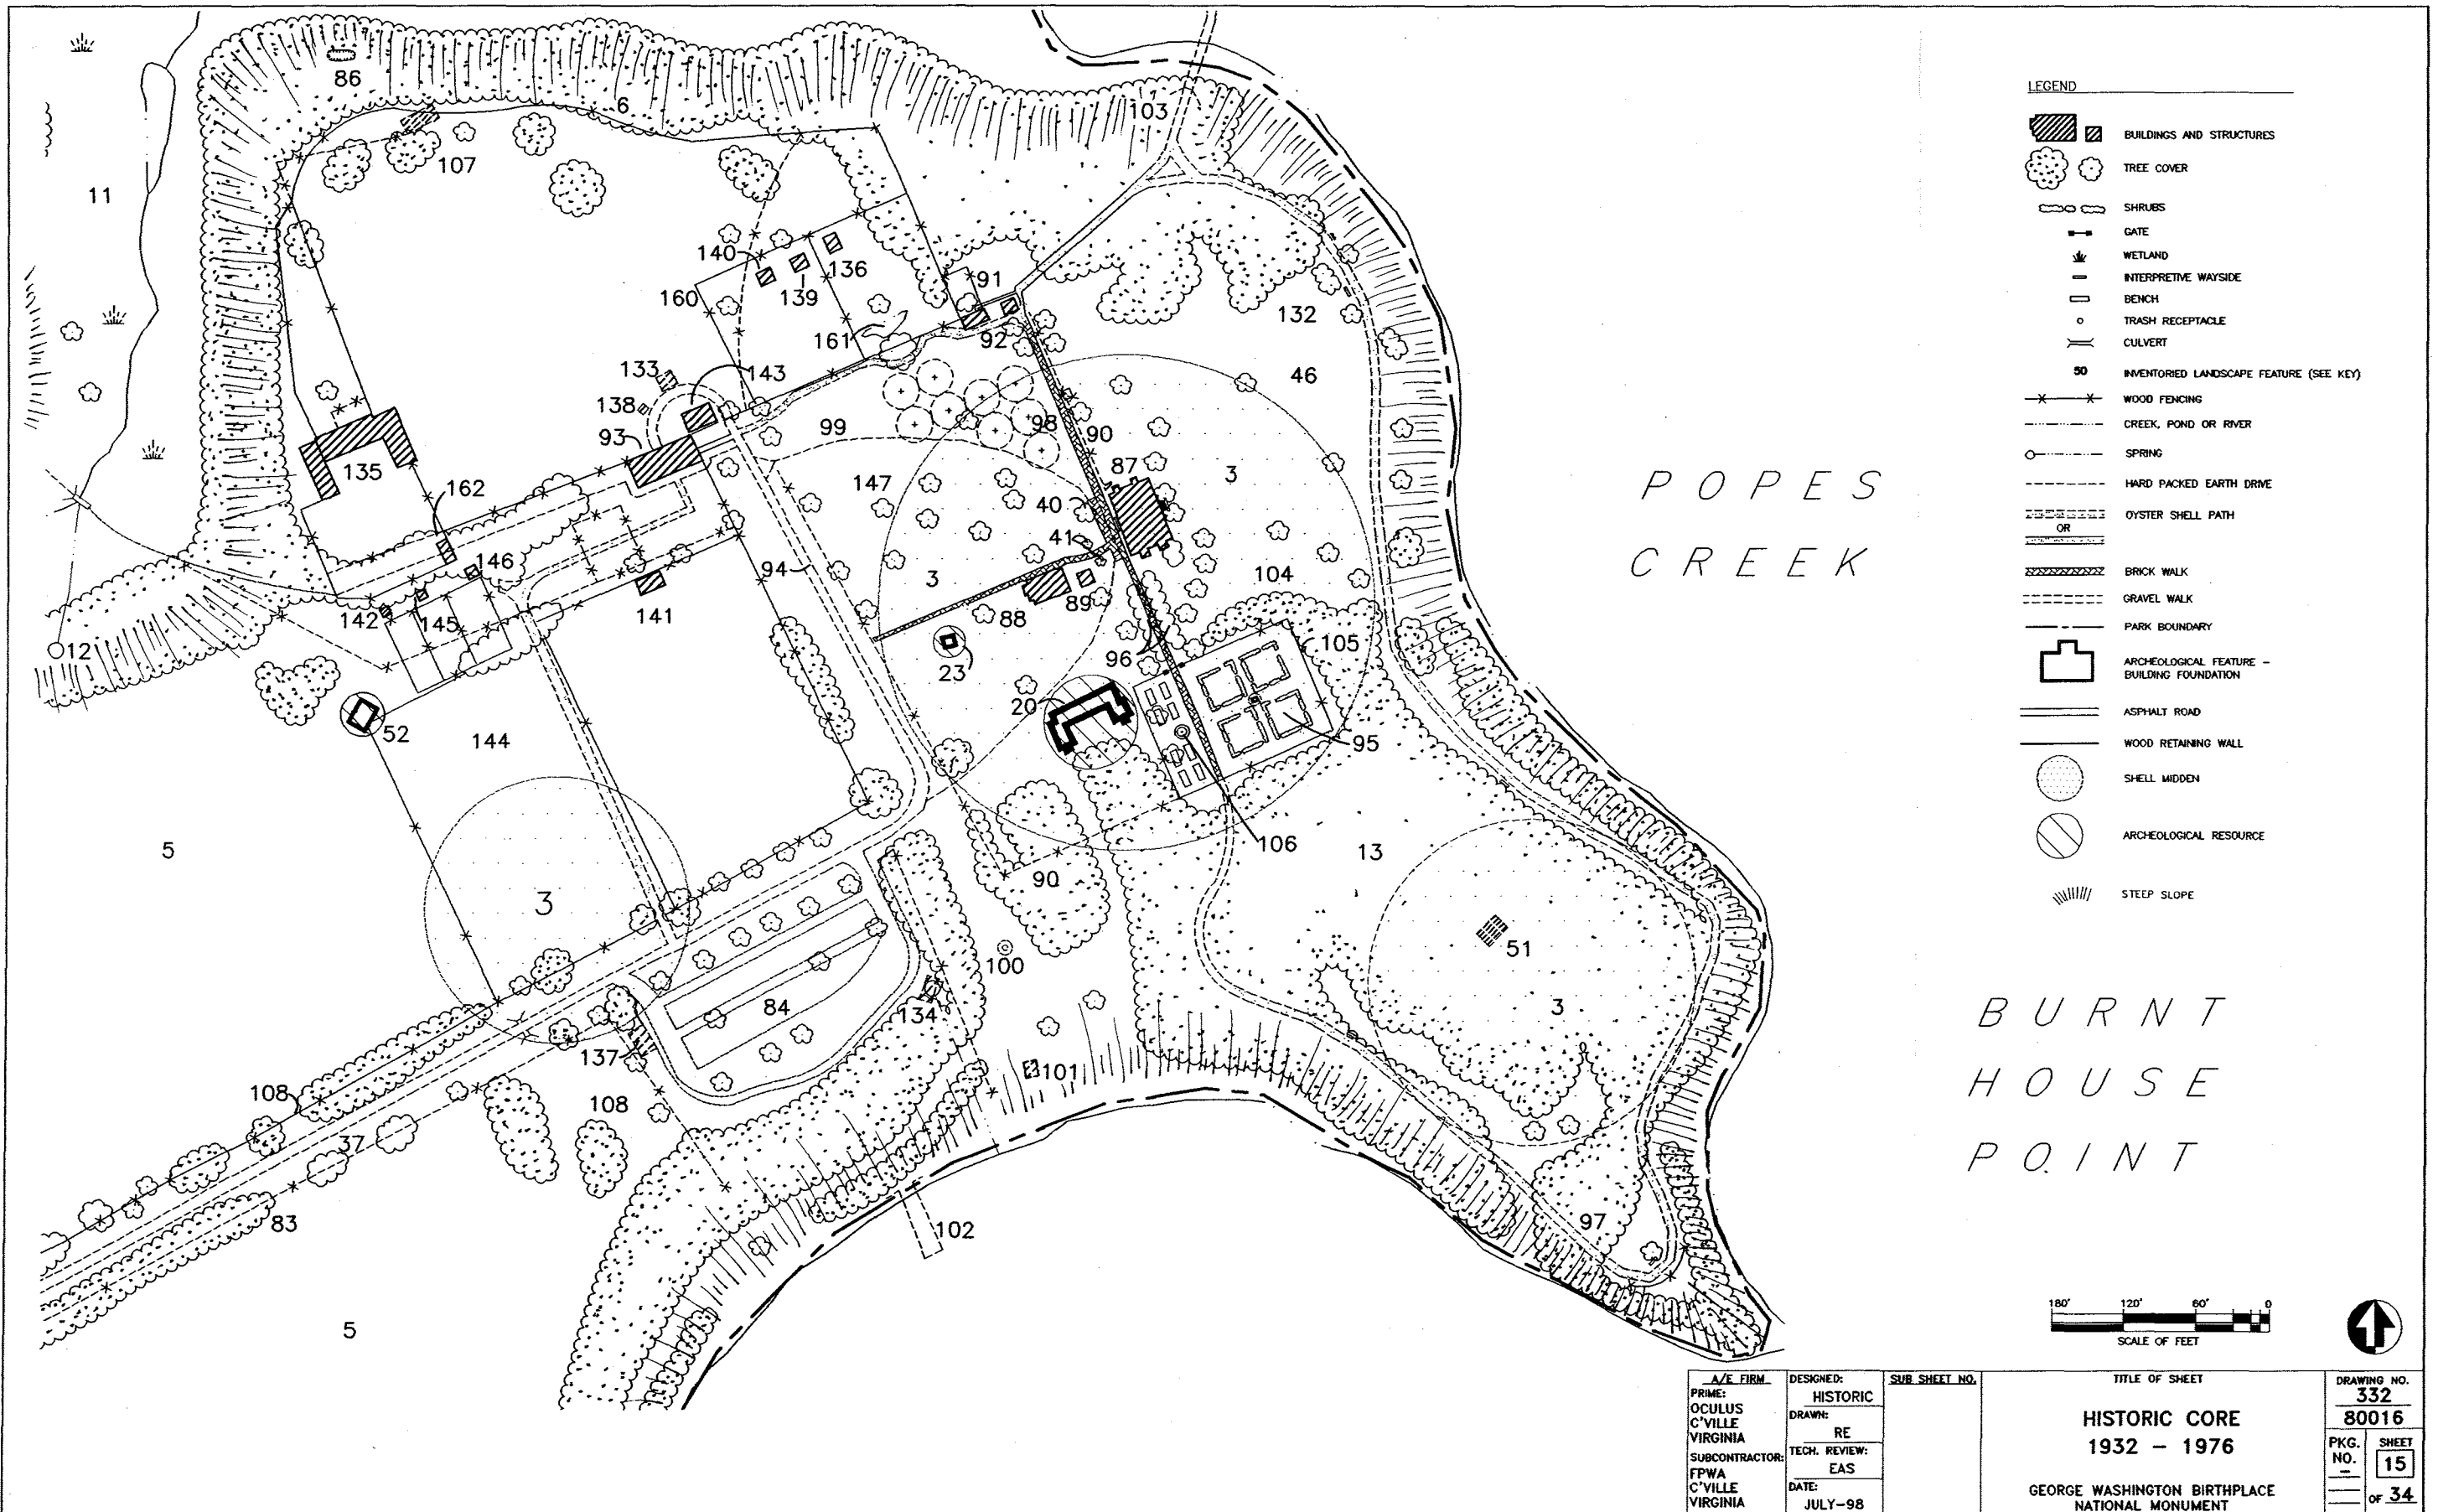 86
6
103
11
107
140
139
136
160
161
91
92
132
46
133
143
138
93
99
98
90
135
162
147
40
87
3
41
146
94
3
104
142
145
141
88
89
12
23
96
105
52
144
20
95
5
106
13
3
90
100
51
84
134
3
137
101
108
108
37
83
102
97
5
POPES
CREEK
BURNT
HOUSE
POINT
LEGEND
BUILDINGS AND STRUCTURES
TREE COVER
SHRUBS
GATE
WETLAND
INTERPRETIVE WAYSIDE
BENCH
TRASH RECEPTACLE
CULVERT
50 INVENTORIED LANDSCAPE FEATURE (SEE KEY)
WOOD FENCING
CREEK, POND OR RIVER
SPRING
HARD PACKED EARTH DRIVE
OYSTER SHELL PATH
OR
BRICK WALK
GRAVEL WALK
PARK BOUNDARY
ARCHEOLOGICAL FEATURE –
BUILDING FOUNDATION
ASPHALT ROAD
WOOD RETAINING WALL
SHELL MIDDEN
ARCHEOLOGICAL RESOURCE
STEEP SLOPE
180' 120' 60' 0
SCALE OF FEET
A/E FIRM
PRIME:
OCULUS
C'VILLE
VIRGINIA
SUBCONTRACTOR:
FPWA
C'VILLE
VIRGINIA
DESIGNED:
HISTORIC
DRAWN:
RE
TECH. REVIEW:
EAS
DATE:
JULY-98
SUB SHEET NO.
TITLE OF SHEET
HISTORIC CORE
1932 – 1976
GEORGE WASHINGTON BIRTHPLACE
NATIONAL MONUMENT
DRAWING NO.
332
80016
PKG.
NO.
–
SHEET
15
OF 34